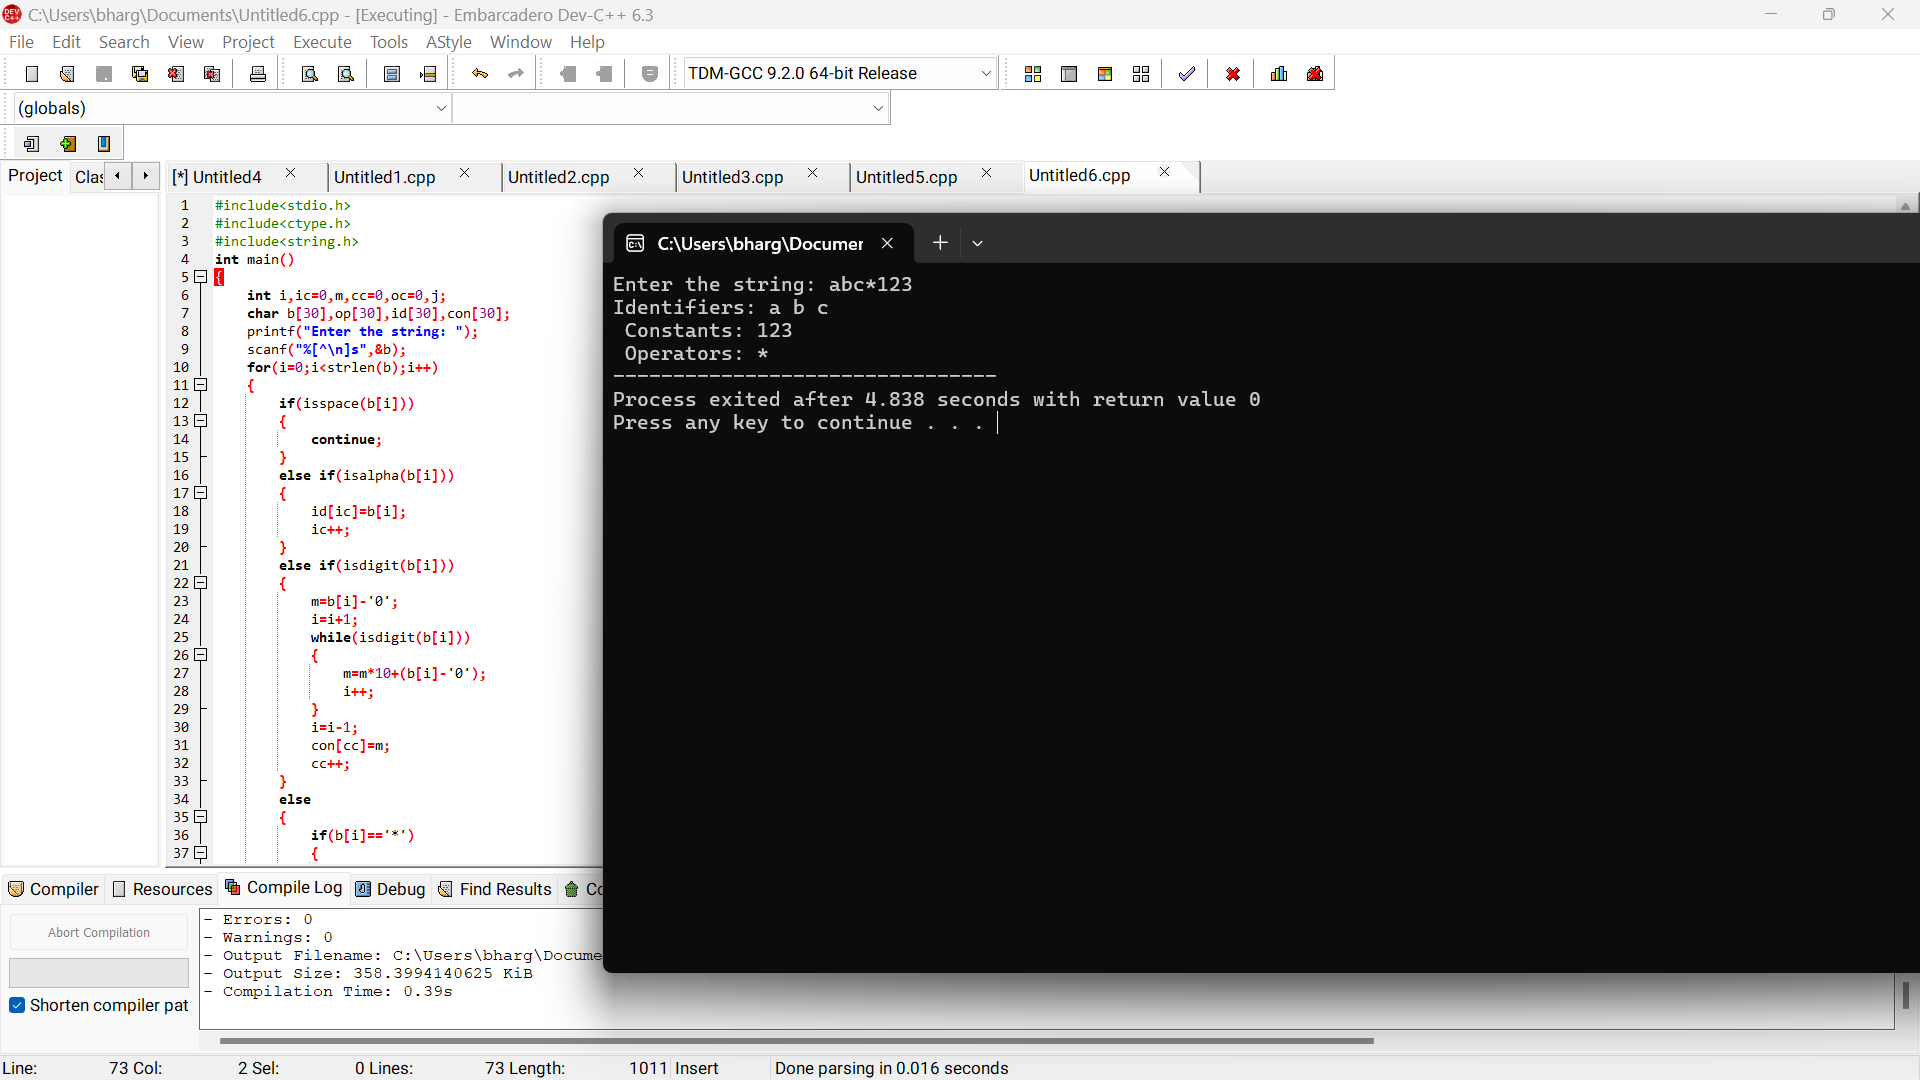 C:\Users\bharg\Documents\Untitled6.cpp - [Executing] - Embarcadero Dev-C++ 6.3
File Edit Search View Project Execute Tools AStyle Window Help
TDM-GCC 9.2.0 64-bit Release
(globals)
Project Clas [*] Untitled4 Untitled1.cpp Untitled2.cpp Untitled3.cpp Untitled5.cpp Untitled6.cpp
1 #include<stdio.h>
2 #include<ctype.h>
3 #include<string.h>
4 int main()
5 {
6 int i,ic=0,m,cc=0,oc=0,j;
7 char b[30],op[30],id[30],con[30];
8 printf("Enter the string: ");
9 scanf("%[^\n]s",&b);
10 for(i=0;i<strlen(b);i++)
11 {
12 if(isspace(b[i]))
13 {
14 continue;
15 }
16 else if(isalpha(b[i]))
17 {
18 id[ic]=b[i];
19 ic++;
20 }
21 else if(isdigit(b[i]))
22 {
23 m=b[i]-'0';
24 i=i+1;
25 while(isdigit(b[i]))
26 {
27 m=m*10+(b[i]-'0');
28 i++;
29 }
30 i=i-1;
31 con[cc]=m;
32 cc++;
33 }
34 else
35 {
36 if(b[i]=='*')
37 {
C:\Users\bharg\Documer
Enter the string: abc*123
Identifiers: a b c
Constants: 123
Operators: *
--------------------------------
Process exited after 4.838 seconds with return value 0
Press any key to continue . . .
Compiler Resources Compile Log Debug Find Results Co
Abort Compilation
Shorten compiler pat
- Errors: 0
- Warnings: 0
- Output Filename: C:\Users\bharg\Docume
- Output Size: 358.3994140625 KiB
- Compilation Time: 0.39s
Line: 73 Col: 2 Sel: 0 Lines: 73 Length: 1011 Insert Done parsing in 0.016 seconds